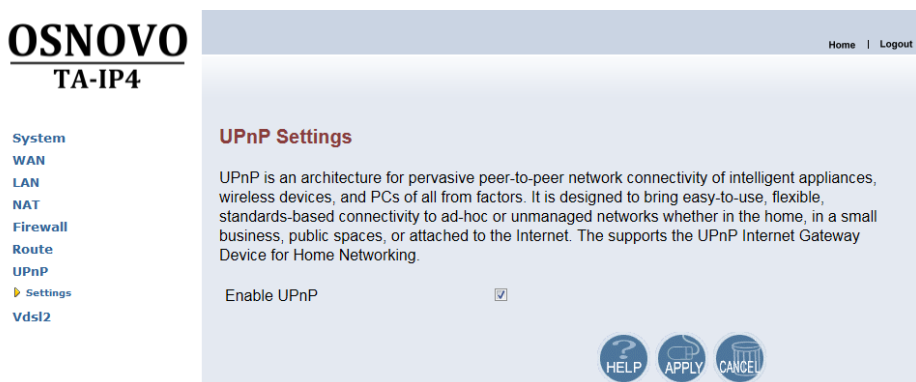 OSNOVO
TA-IP4
Home | Logout
System
WAN
LAN
NAT
Firewall
Route
UPnP
Settings
Vdsl2
UPnP Settings
UPnP is an architecture for pervasive peer-to-peer network connectivity of intelligent appliances,
wireless devices, and PCs of all from factors. It is designed to bring easy-to-use, flexible,
standards-based connectivity to ad-hoc or unmanaged networks whether in the home, in a small
business, public spaces, or attached to the Internet. The supports the UPnP Internet Gateway
Device for Home Networking.
Enable UPnP
HELP
APPLY
CANCEL